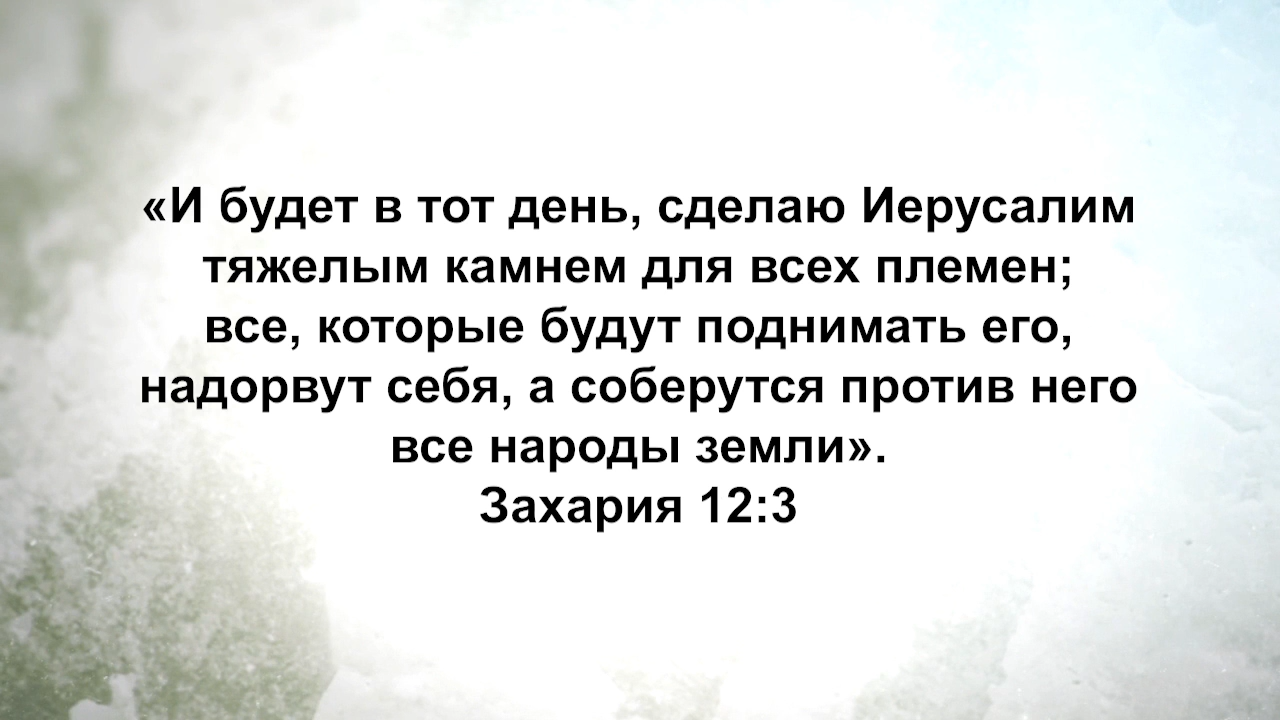 «И будет в тот день, сделаю Иерусалим
тяжелым камнем для всех племен;
все, которые будут поднимать его,
надорвут себя, а соберутся против него
все народы земли».
Захария 12:3